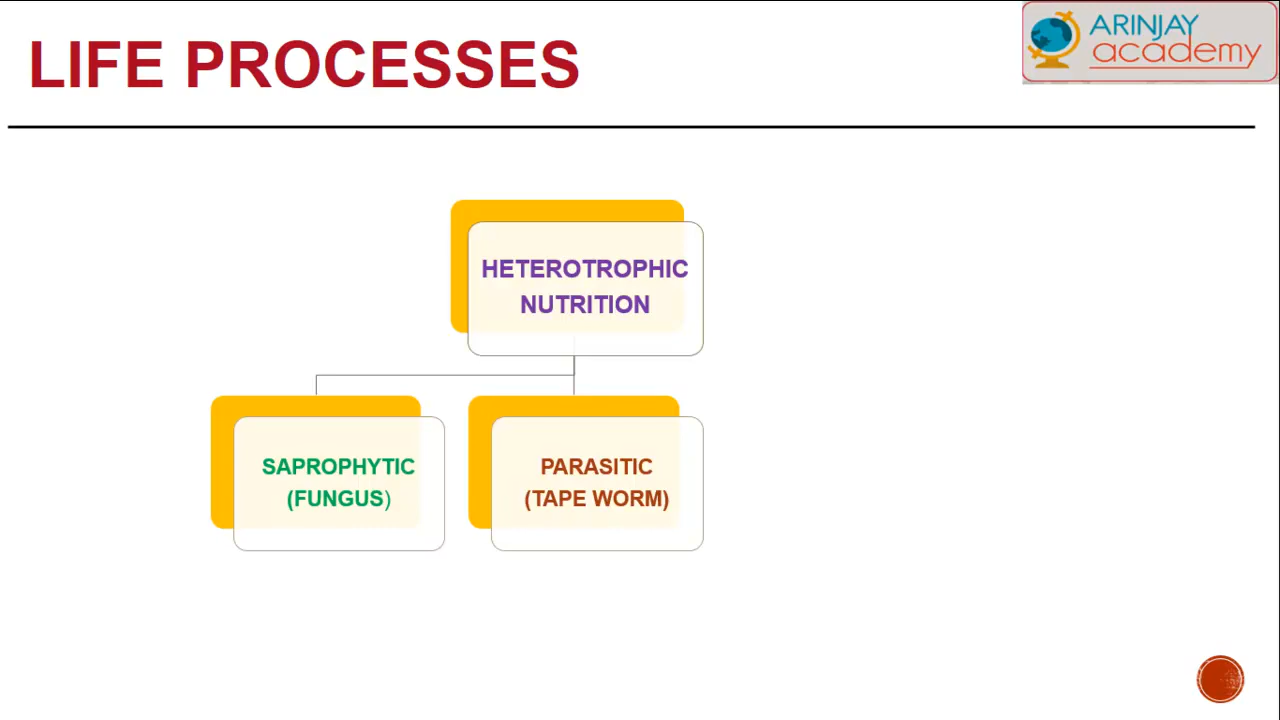 LIFE PROCESSES
ARINJAY
academy
HETEROTROPHIC
NUTRITION
SAPROPHYTIC
(FUNGUS)
PARASITIC
(TAPE WORM)